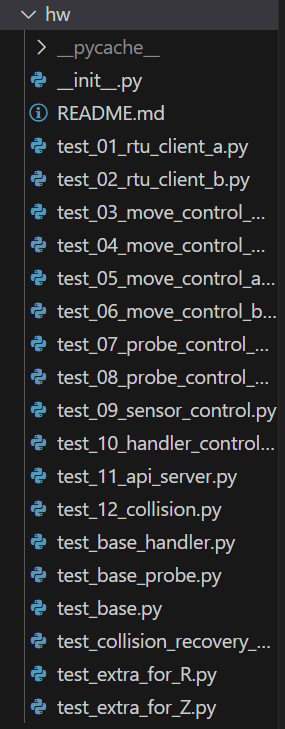 hw
__pycache__
__init__.py
README.md
test_01_rtu_client_a.py
test_02_rtu_client_b.py
test_03_move_control_...
test_04_move_control_...
test_05_move_control_a...
test_06_move_control_b...
test_07_probe_control_...
test_08_probe_control_...
test_09_sensor_control.py
test_10_handler_control...
test_11_api_server.py
test_12_collision.py
test_base_handler.py
test_base_probe.py
test_base.py
test_collision_recovery_...
test_extra_for_R.py
test_extra_for_Z.py